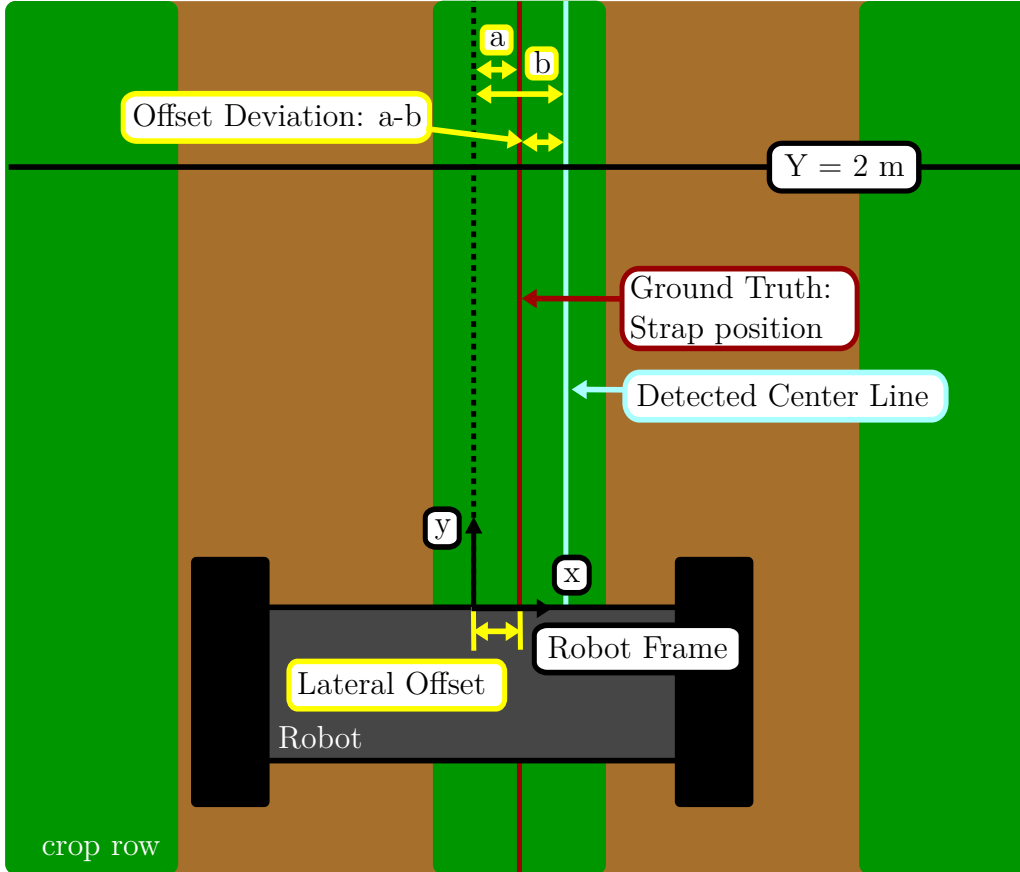 a
b
Offset Deviation: a-b
Y = 2 m
Ground Truth:
Strap position
Detected Center Line
y
x
Robot Frame
Lateral Offset
Robot
crop row